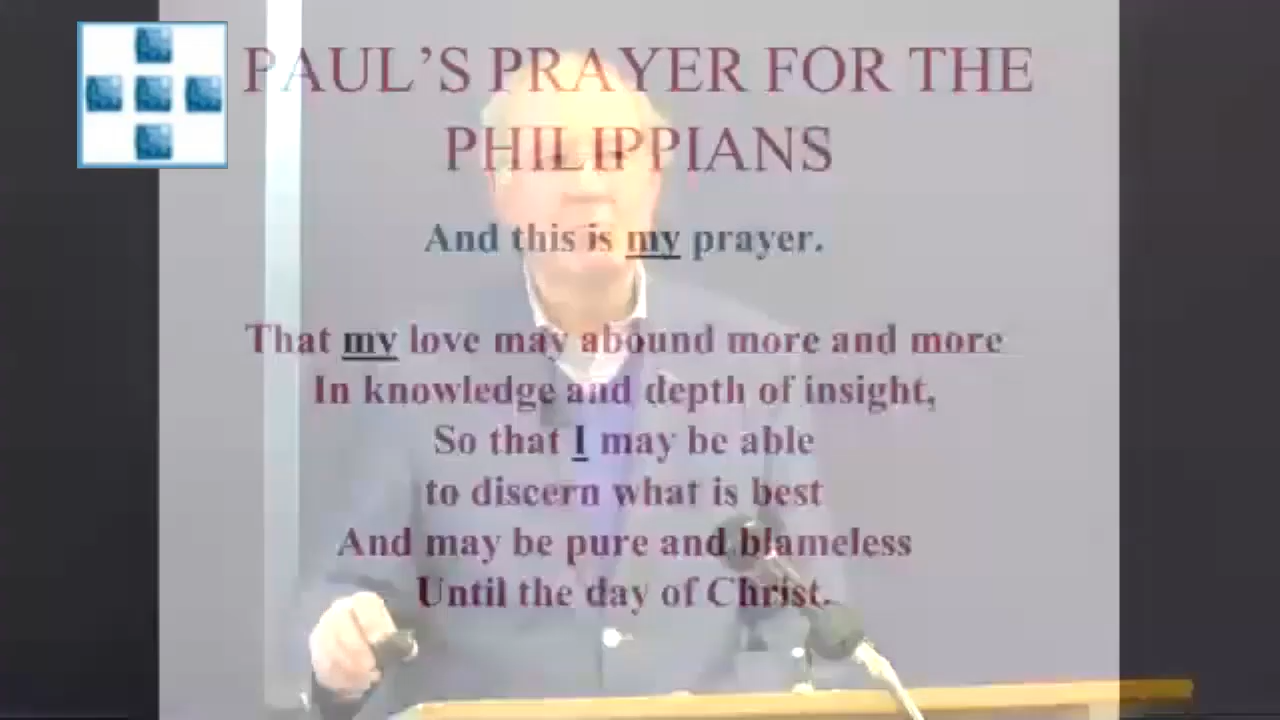 PAUL’S PRAYER FOR THE
PHILIPPIANS
And this is my prayer.
That my love may abound more and more
In knowledge and depth of insight,
So that I may be able
to discern what is best
And may be pure and blameless
Until the day of Christ.